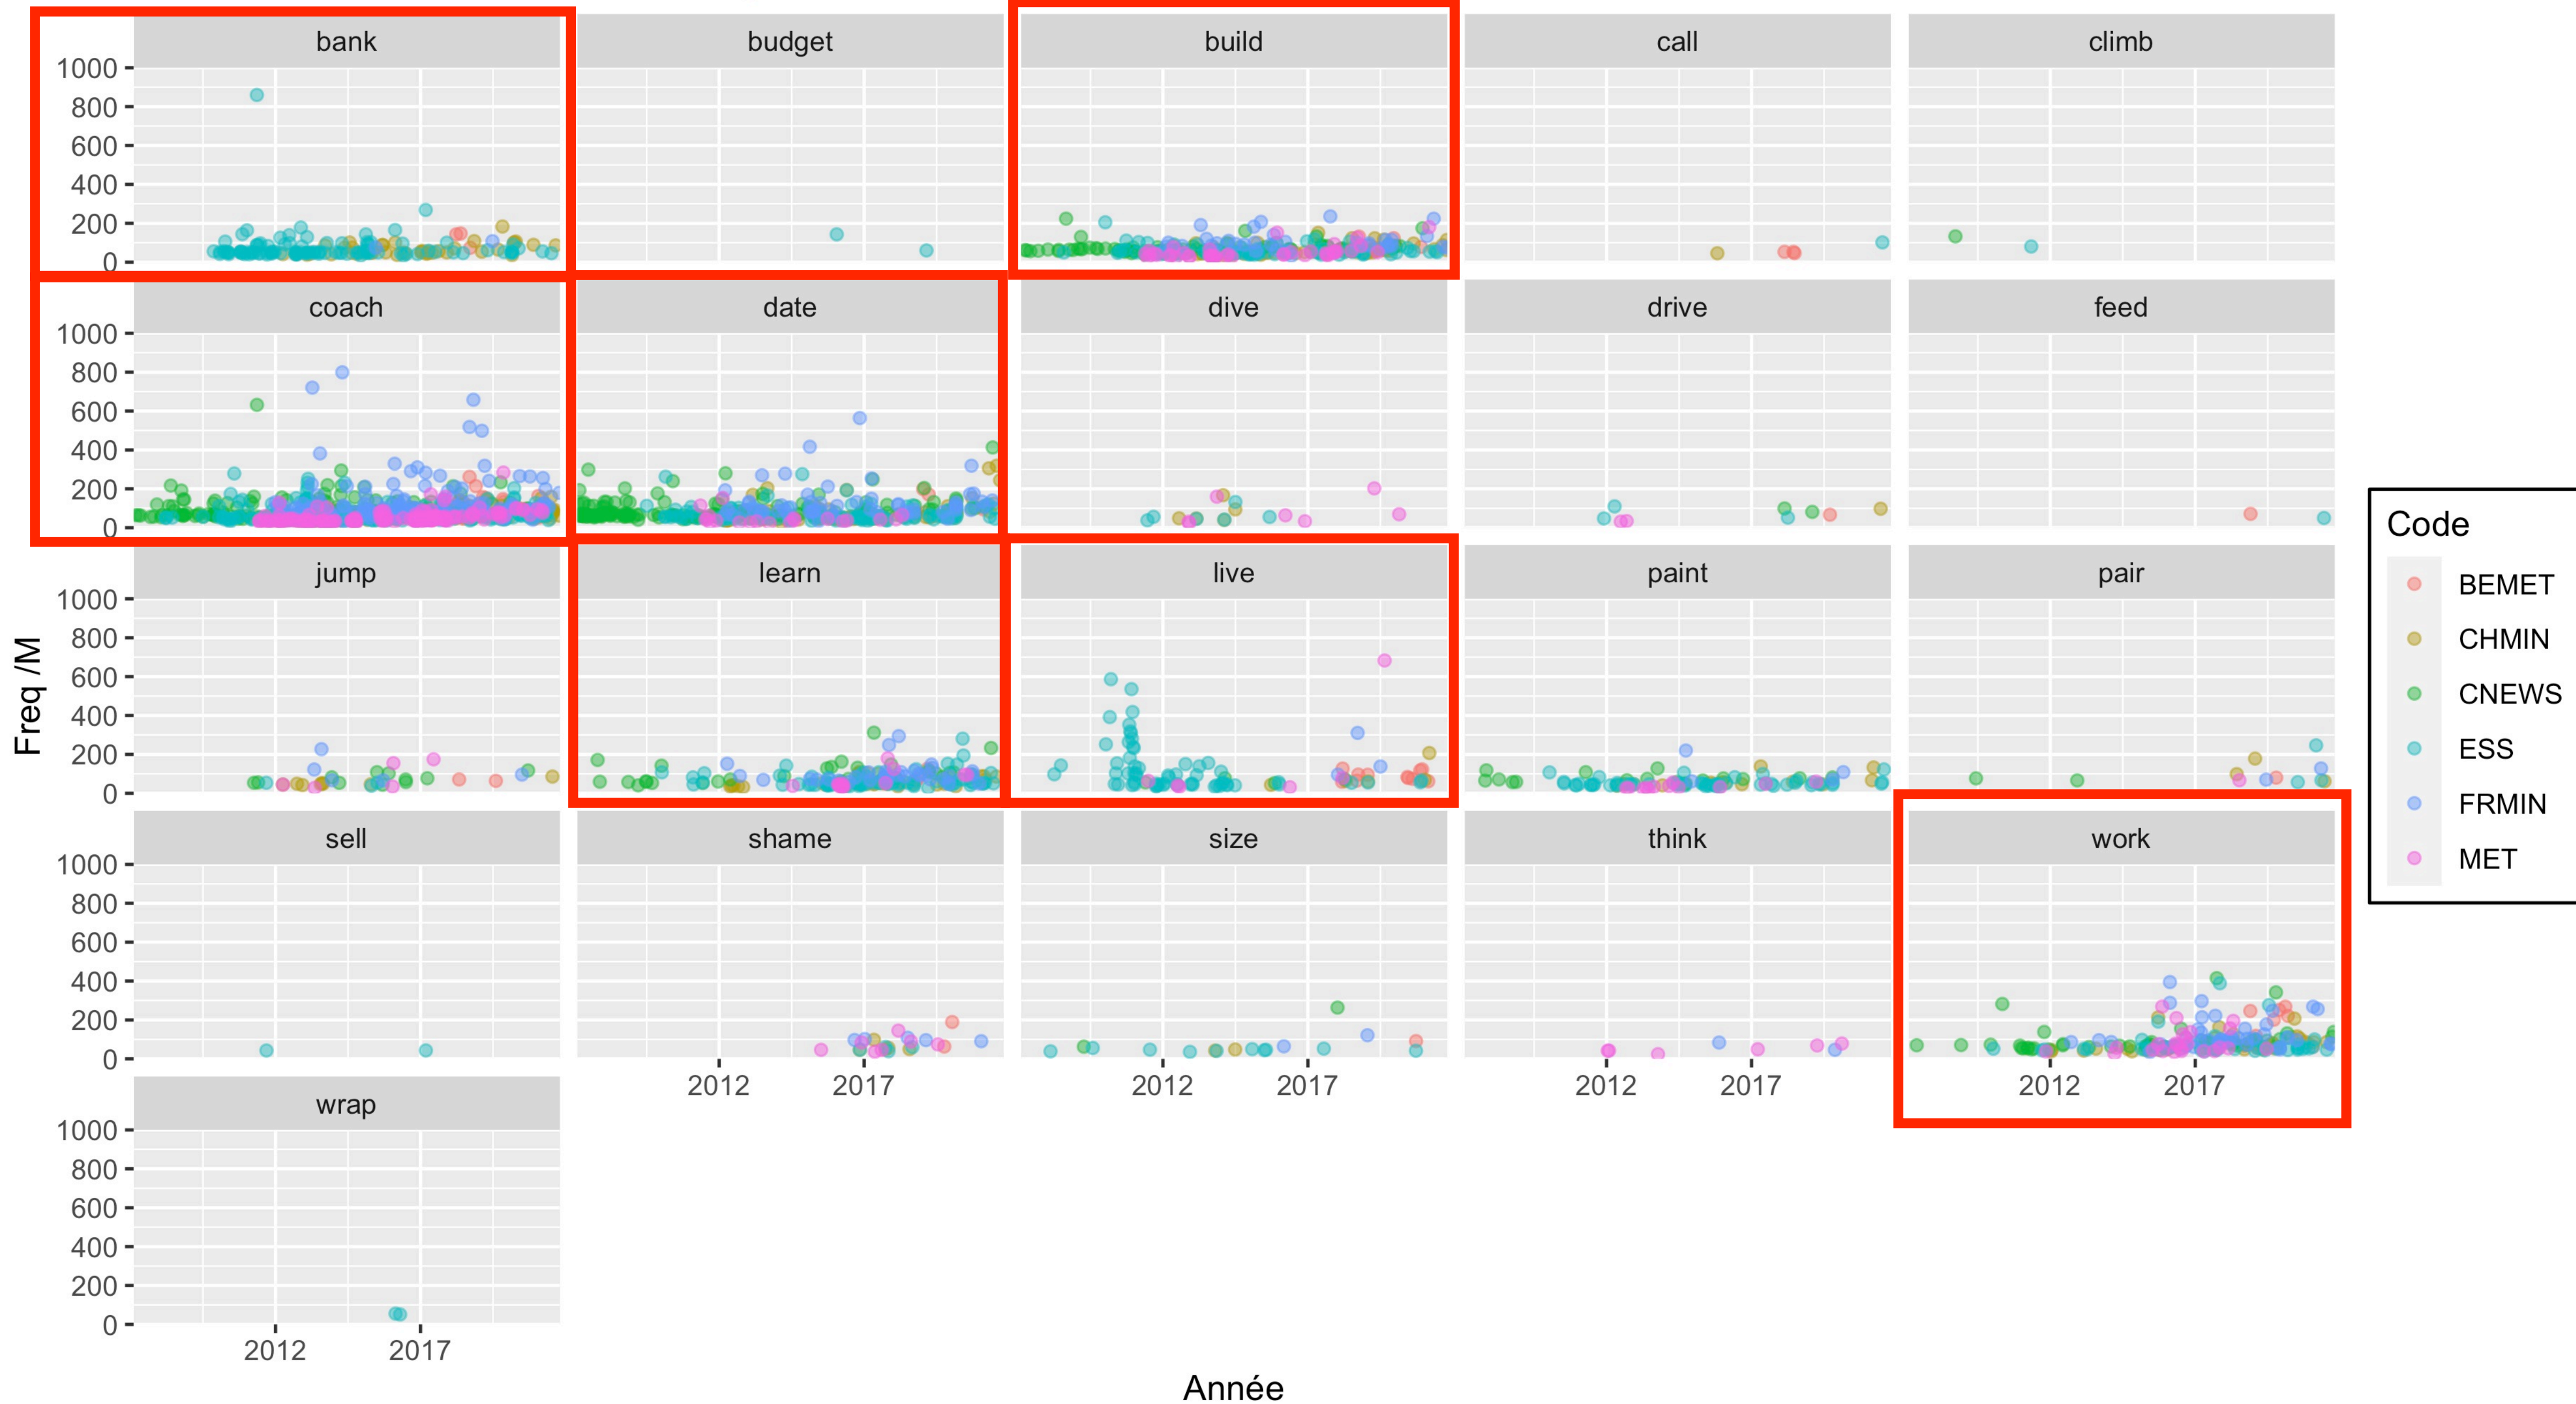 bank budget build call climb
1000
800
600
400
200
0
coach date dive drive feed
1000
800
600
400
200
0
jump learn live paint pair
1000
800
600
400
200
0
sell shame size think work
1000
800
600
400
200
0
2012 2017 2012 2017 2012 2017 2012 2017
wrap
1000
800
600
400
200
0
2012 2017
Freq /M
Année
Code
BEMET
CHMIN
CNEWS
ESS
FRMIN
MET